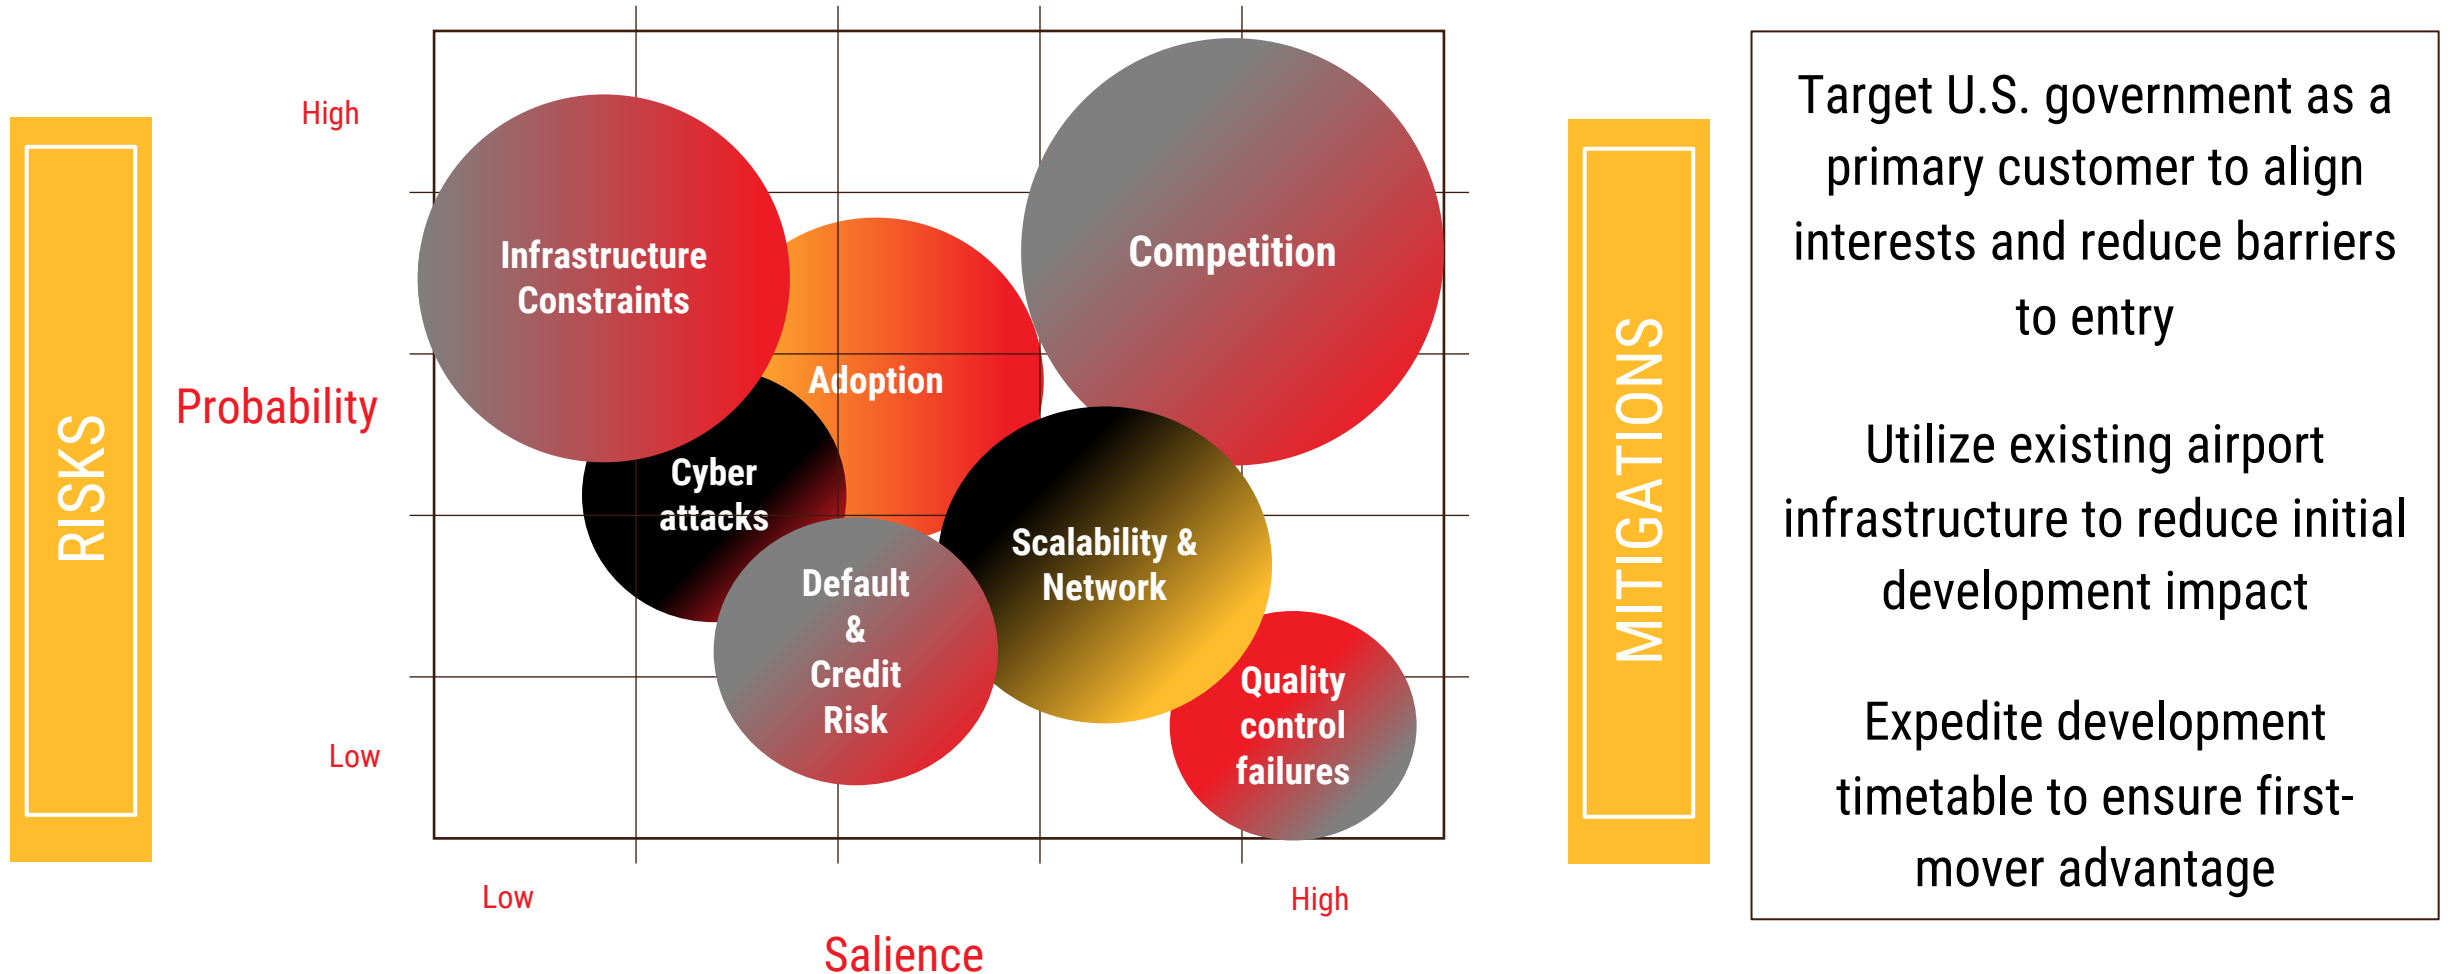 RISKS
High
Probability
Low
Infrastructure
Constraints
Competition
Adoption
Cyber
attacks
Scalability &
Network
Default
&
Credit
Risk
Quality
control
failures
Low
High
Salience
MITIGATIONS
Target U.S. government as a
primary customer to align
interests and reduce barriers
to entry
Utilize existing airport
infrastructure to reduce initial
development impact
Expedite development
timetable to ensure first-
mover advantage